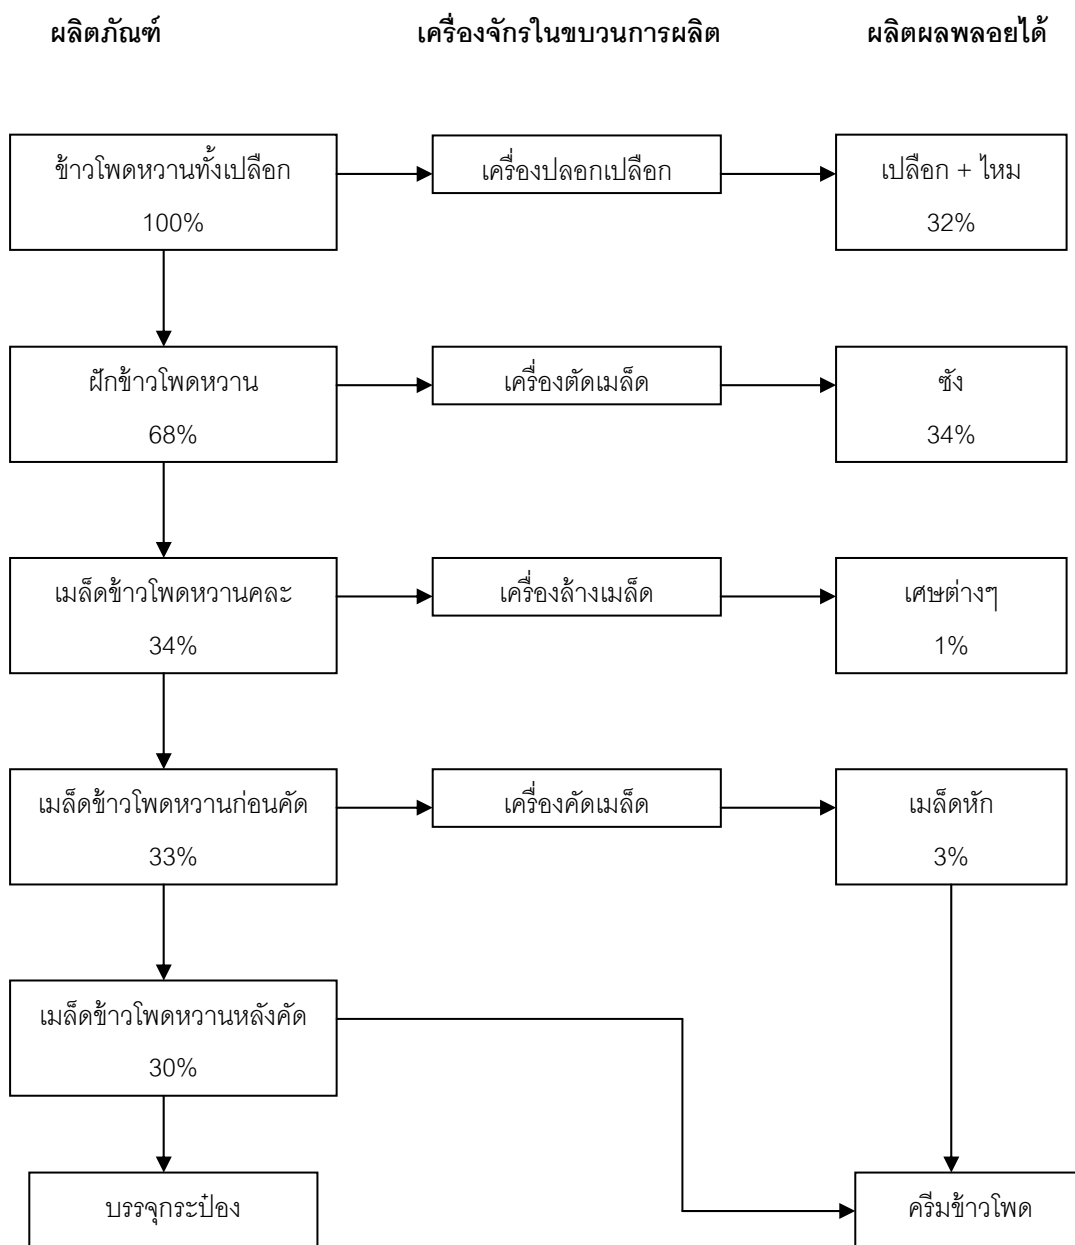 ผลิตภัณฑ์ เครื่องจักรในขบวนการผลิต ผลิตผลพลอยได้
ข้าวโพดหวานทั้งเปลือก เครื่องปลอกเปลือก เปลือก + ไหม
100% 32%
ฝักข้าวโพดหวาน เครื่องตัดเมล็ด ซัง
68% 34%
เมล็ดข้าวโพดหวานคละ เครื่องล้างเมล็ด เศษต่างๆ
34% 1%
เมล็ดข้าวโพดหวานก่อนคัด เครื่องคัดเมล็ด เมล็ดหัก
33% 3%
เมล็ดข้าวโพดหวานหลังคัด
30%
บรรจุกระป๋อง ครีมข้าวโพด